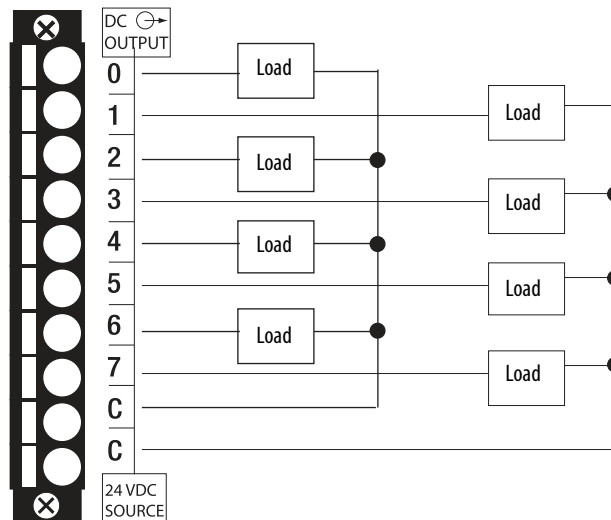 DC
OUTPUT
0 Load
1 Load
2 Load
3 Load
4 Load
5 Load
6 Load
7 Load
C
C
24 VDC
SOURCE